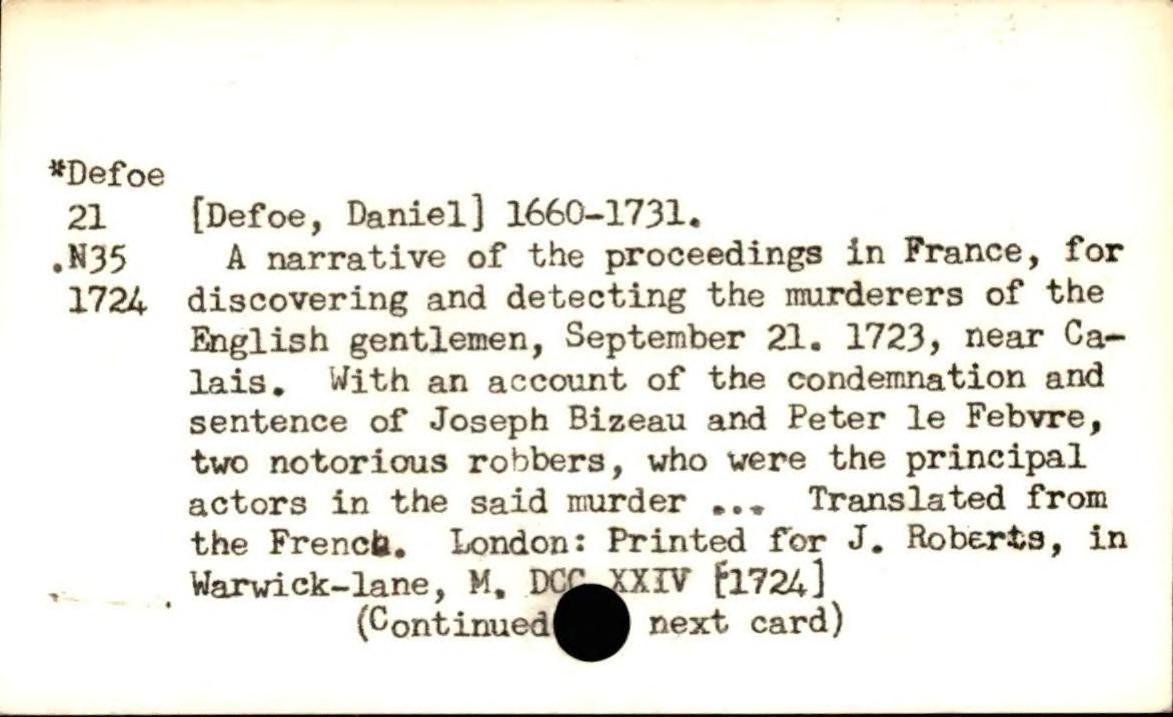 *Defoe
21 [Defoe, Daniel] 1660-1731.
.N35 A narrative of the proceedings in France, for
1724 discovering and detecting the murderers of the
English gentlemen, September 21. 1723, near Ca-
lais. With an account of the condemnation and
sentence of Joseph Bizeau and Peter le Febvre,
two notorious robbers, who were the principal
actors in the said murder ... Translated from
the French. London: Printed for J. Roberts, in
Warwick-lane, M. DCC XXIV [1724]
(Continued next card)